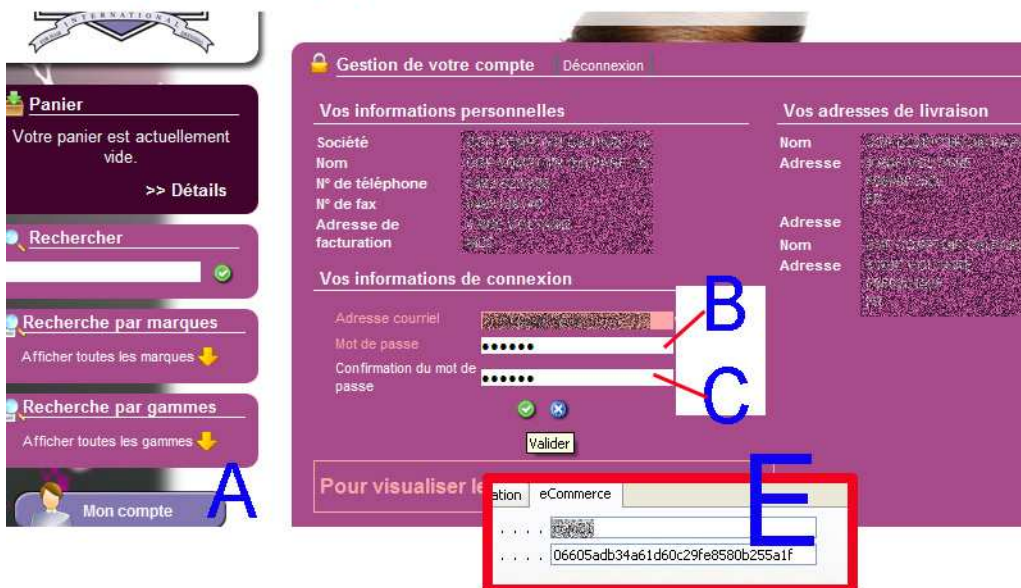 INTERNATIONAL
Panier
Votre panier est actuellement
vide.
>> Détails
Rechercher
Recherche par marques
Afficher toutes les marques
Recherche par gammes
Afficher toutes les gammes
Mon compte
A
Gestion de votre compte
Déconnexion
Vos informations personnelles
Société
Nom
N° de téléphone
N° de fax
Adresse de
facturation
Vos informations de connexion
Adresse courriel
Mot de passe
Confirmation du mot de
passe
B
C
Valider
Pour visualiser
Vos adresses de livraison
Nom
Adresse
Adresse
Nom
Adresse
eCommerce
06605adb34a61d60c29fe8580b255a1f
E